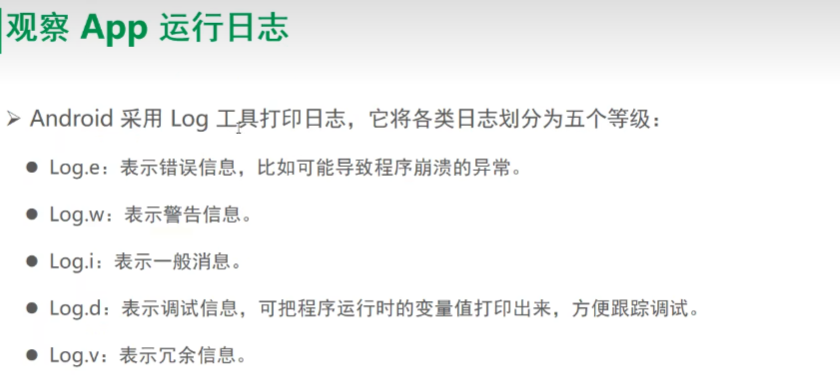 观察 App 运行日志
➢ Android 采用 Log 工具打印日志，它将各类日志划分为五个等级：
● Log.e：表示错误信息，比如可能导致程序崩溃的异常。
● Log.w：表示警告信息。
● Log.i：表示一般消息。
● Log.d：表示调试信息，可把程序运行时的变量值打印出来，方便跟踪调试。
● Log.v：表示冗余信息。